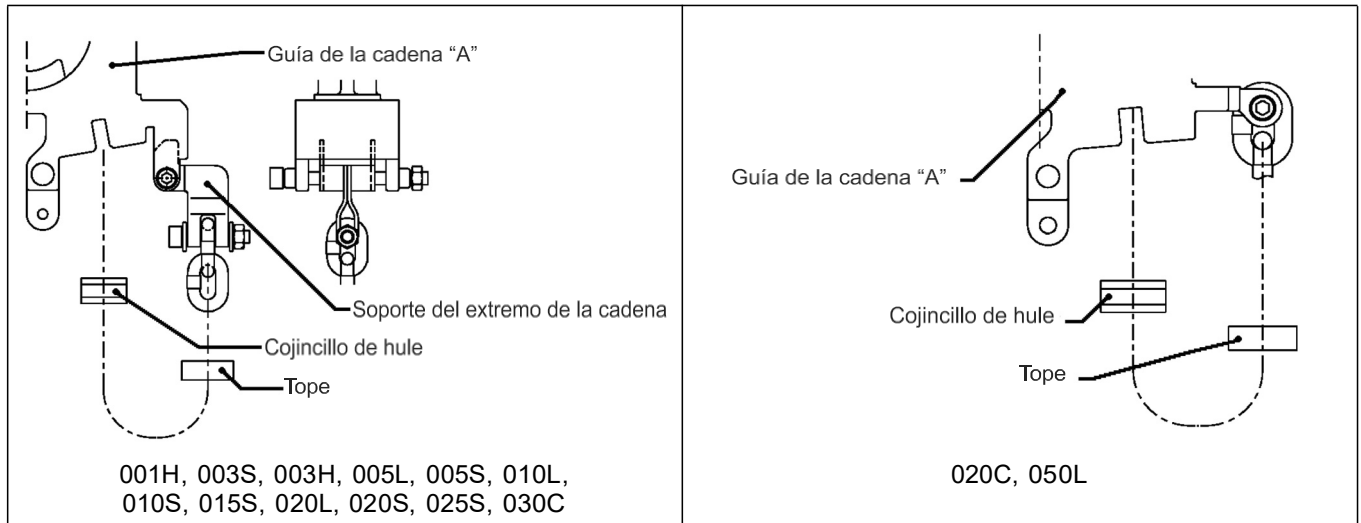 Guía de la cadena “A”
Soporte del extremo de la cadena
Cojincillo de hule
Tope
001H, 003S, 003H, 005L, 005S, 010L,
010S, 015S, 020L, 020S, 025S, 030C
Guía de la cadena “A”
Cojincillo de hule
Tope
020C, 050L